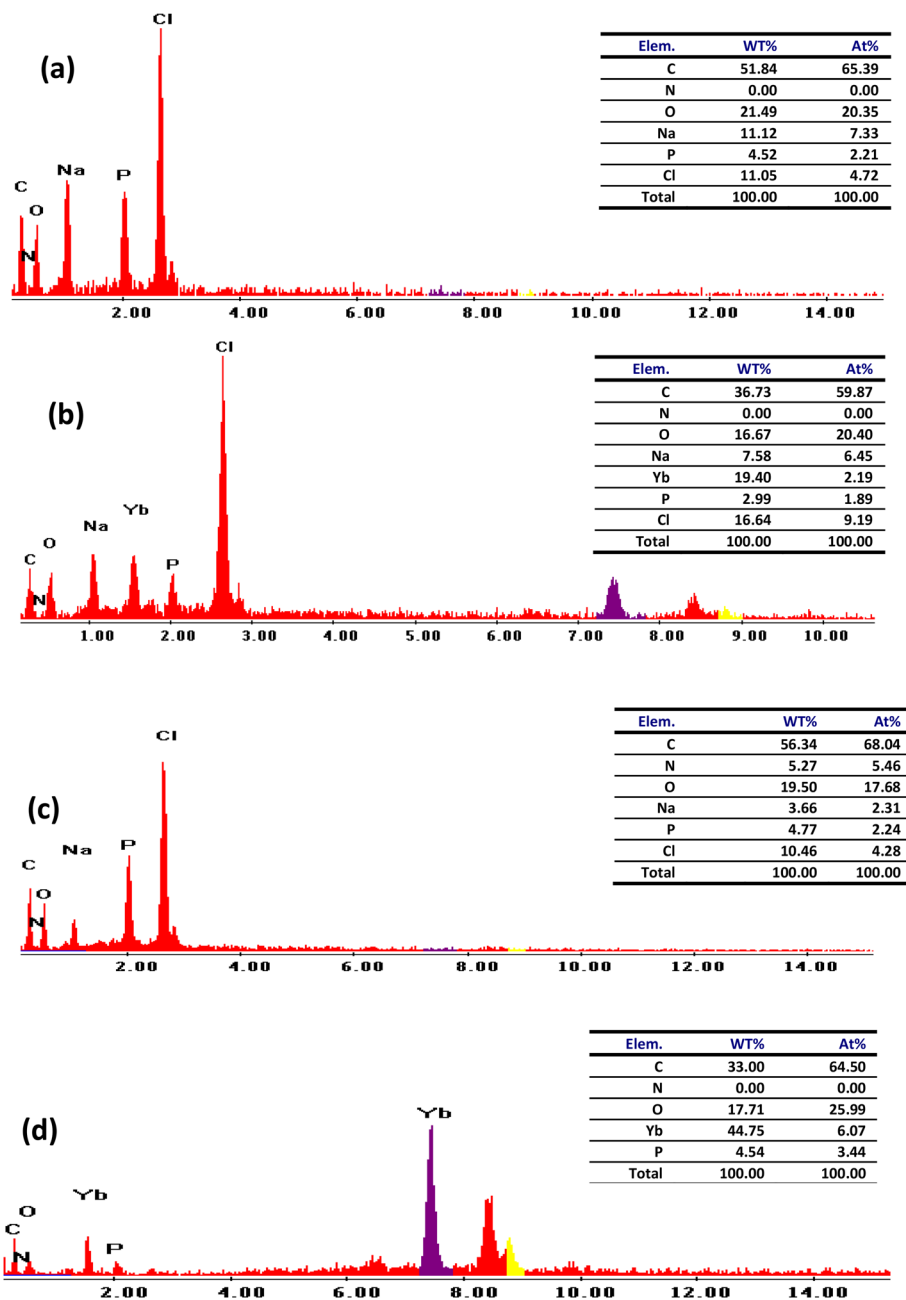 Cl
(a)
Elem. WT% At%
C 51.84 65.39
N 0.00 0.00
O 21.49 20.35
Na 11.12 7.33
P 4.52 2.21
Cl 11.05 4.72
Total 100.00 100.00
Na
P
C
O
N
2.00 4.00 6.00 8.00 10.00 12.00 14.00
Cl
(b)
Elem. WT% At%
C 36.73 59.87
N 0.00 0.00
O 16.67 20.40
Na 7.58 6.45
Yb 19.40 2.19
P 2.99 1.89
Cl 16.64 9.19
Total 100.00 100.00
Yb
Na
O
C
P
N
1.00 2.00 3.00 4.00 5.00 6.00 7.00 8.00 9.00 10.00
Cl
(c)
Elem. WT% At%
C 56.34 68.04
N 5.27 5.46
O 19.50 17.68
Na 3.66 2.31
P 4.77 2.24
Cl 10.46 4.28
Total 100.00 100.00
Na
P
C
O
N
2.00 4.00 6.00 8.00 10.00 12.00 14.00
(d)
Elem. WT% At%
C 33.00 64.50
N 0.00 0.00
O 17.71 25.99
Yb 44.75 6.07
P 4.54 3.44
Total 100.00 100.00
Yb
Yb
O
C
P
N
2.00 4.00 6.00 8.00 10.00 12.00 14.00